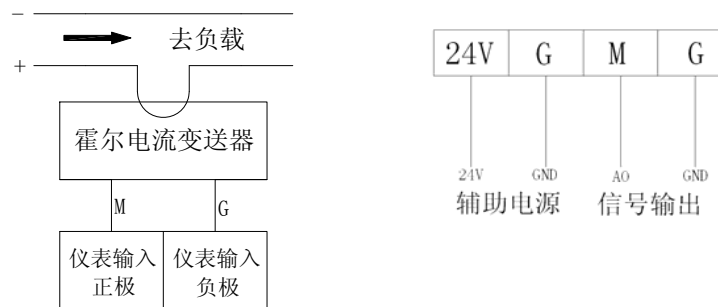 −
去负载
+
霍尔电流变送器
M G
仪表输入 仪表输入
正极 负极
24V G M G
24V GND AO GND
辅助电源 信号输出